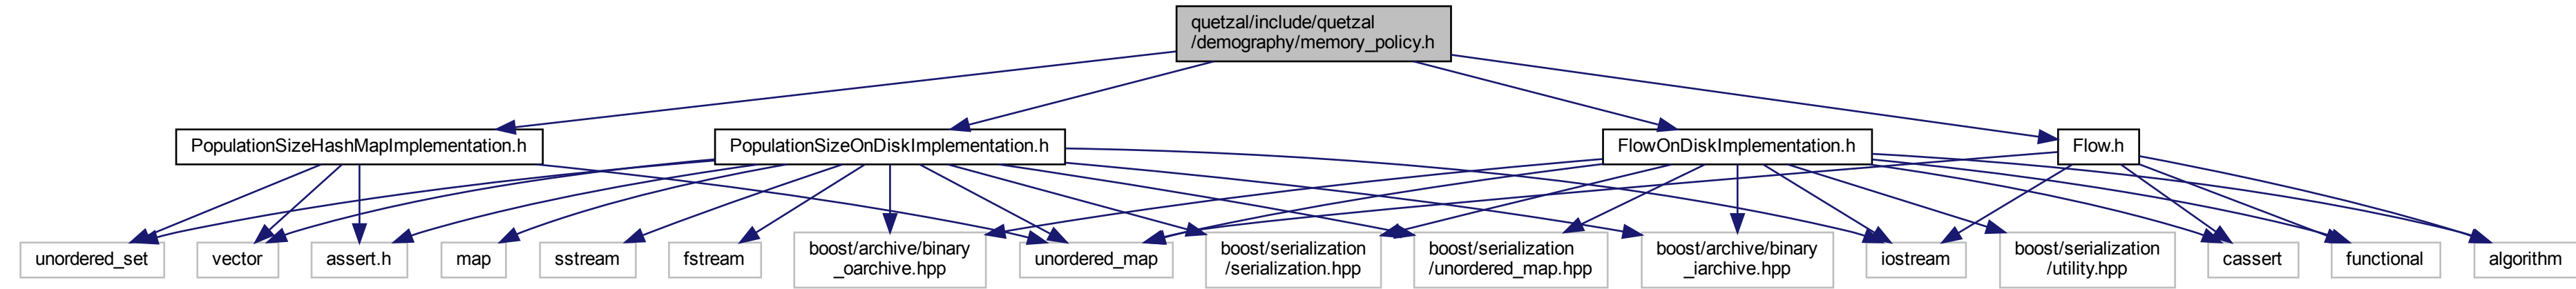 quetzal/include/quetzal
/demography/memory_policy.h
PopulationSizeHashMapImplementation.h
PopulationSizeOnDiskImplementation.h
FlowOnDiskImplementation.h
Flow.h
unordered_set
vector
assert.h
map
sstream
fstream
boost/archive/binary
_oarchive.hpp
unordered_map
boost/serialization
/serialization.hpp
boost/serialization
/unordered_map.hpp
boost/archive/binary
_iarchive.hpp
iostream
boost/serialization
/utility.hpp
cassert
functional
algorithm